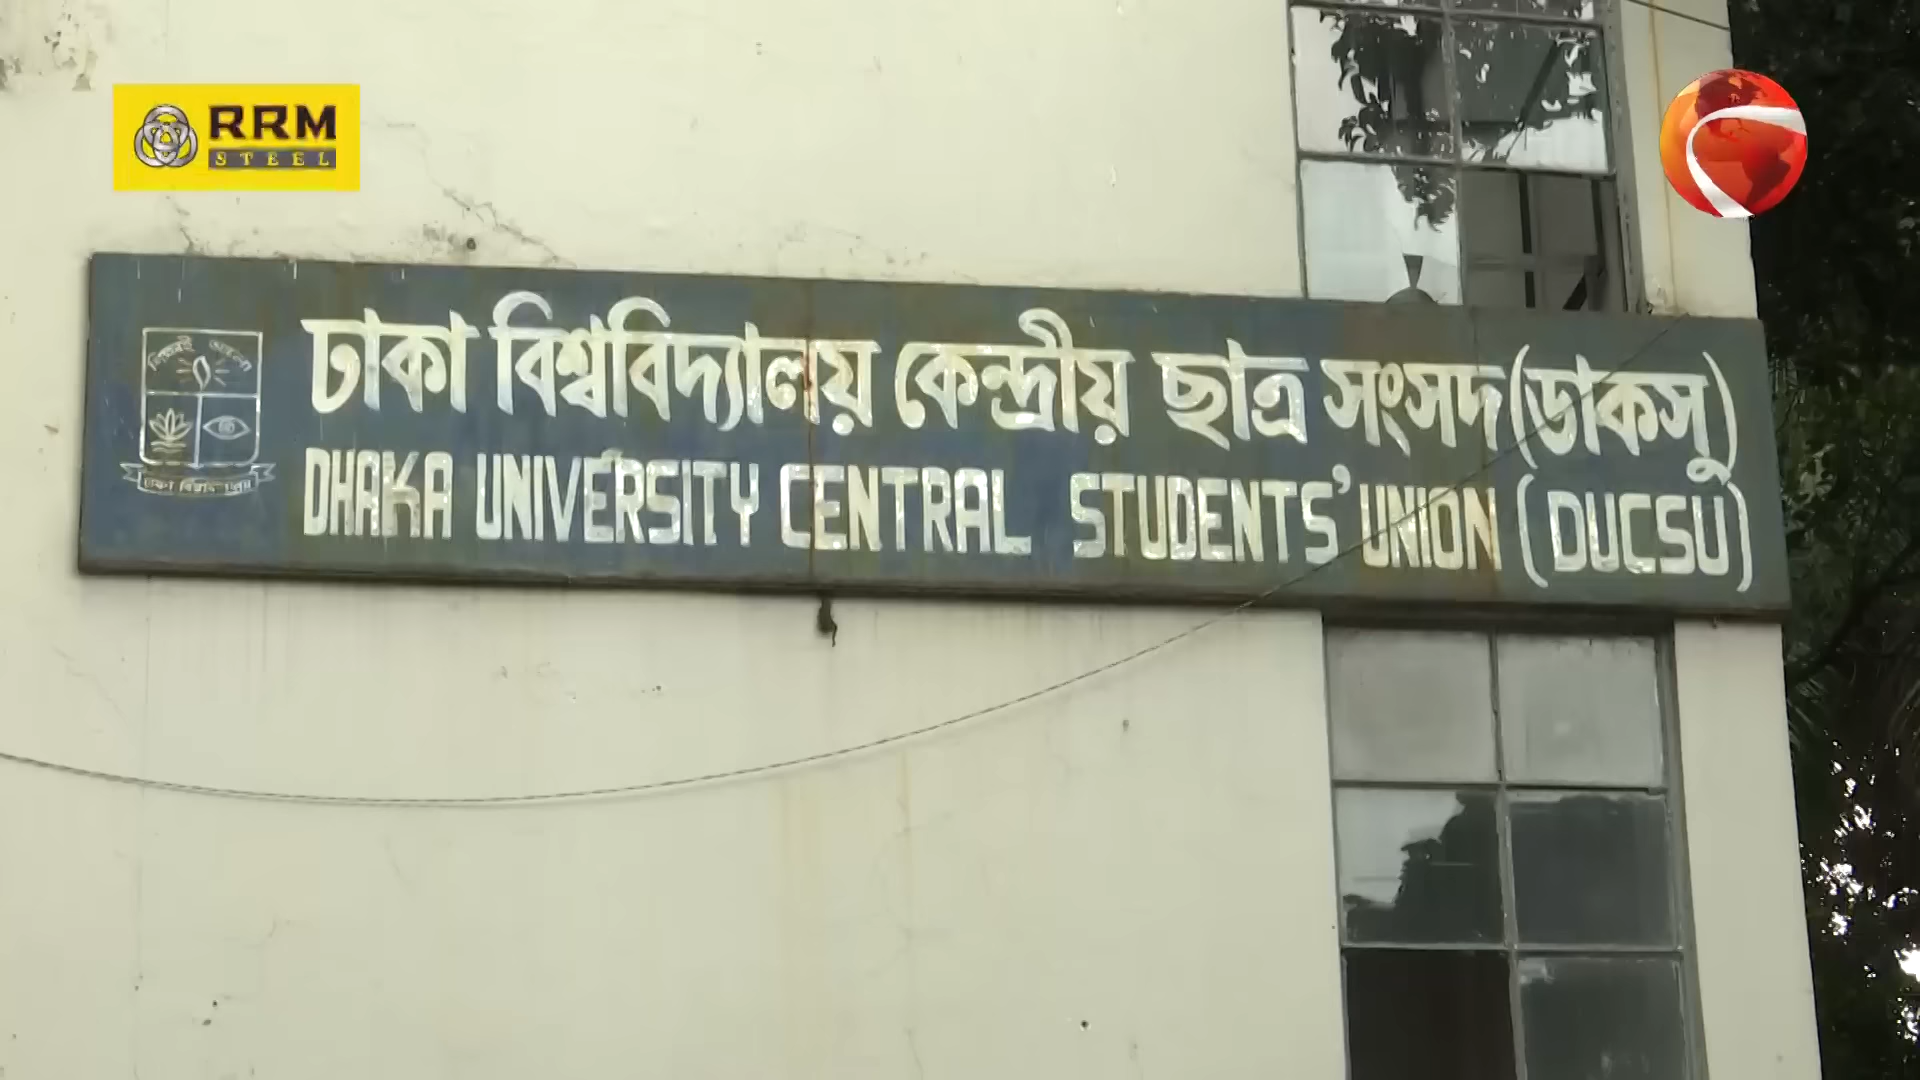 RRM
STEEL
ঢাকা বিশ্ববিদ্যালয় কেন্দ্রীয় ছাত্র সংসদ(ডাকসু)
DHAKA UNIVERSITY CENTRAL STUDENTS' UNION (DUCSU)